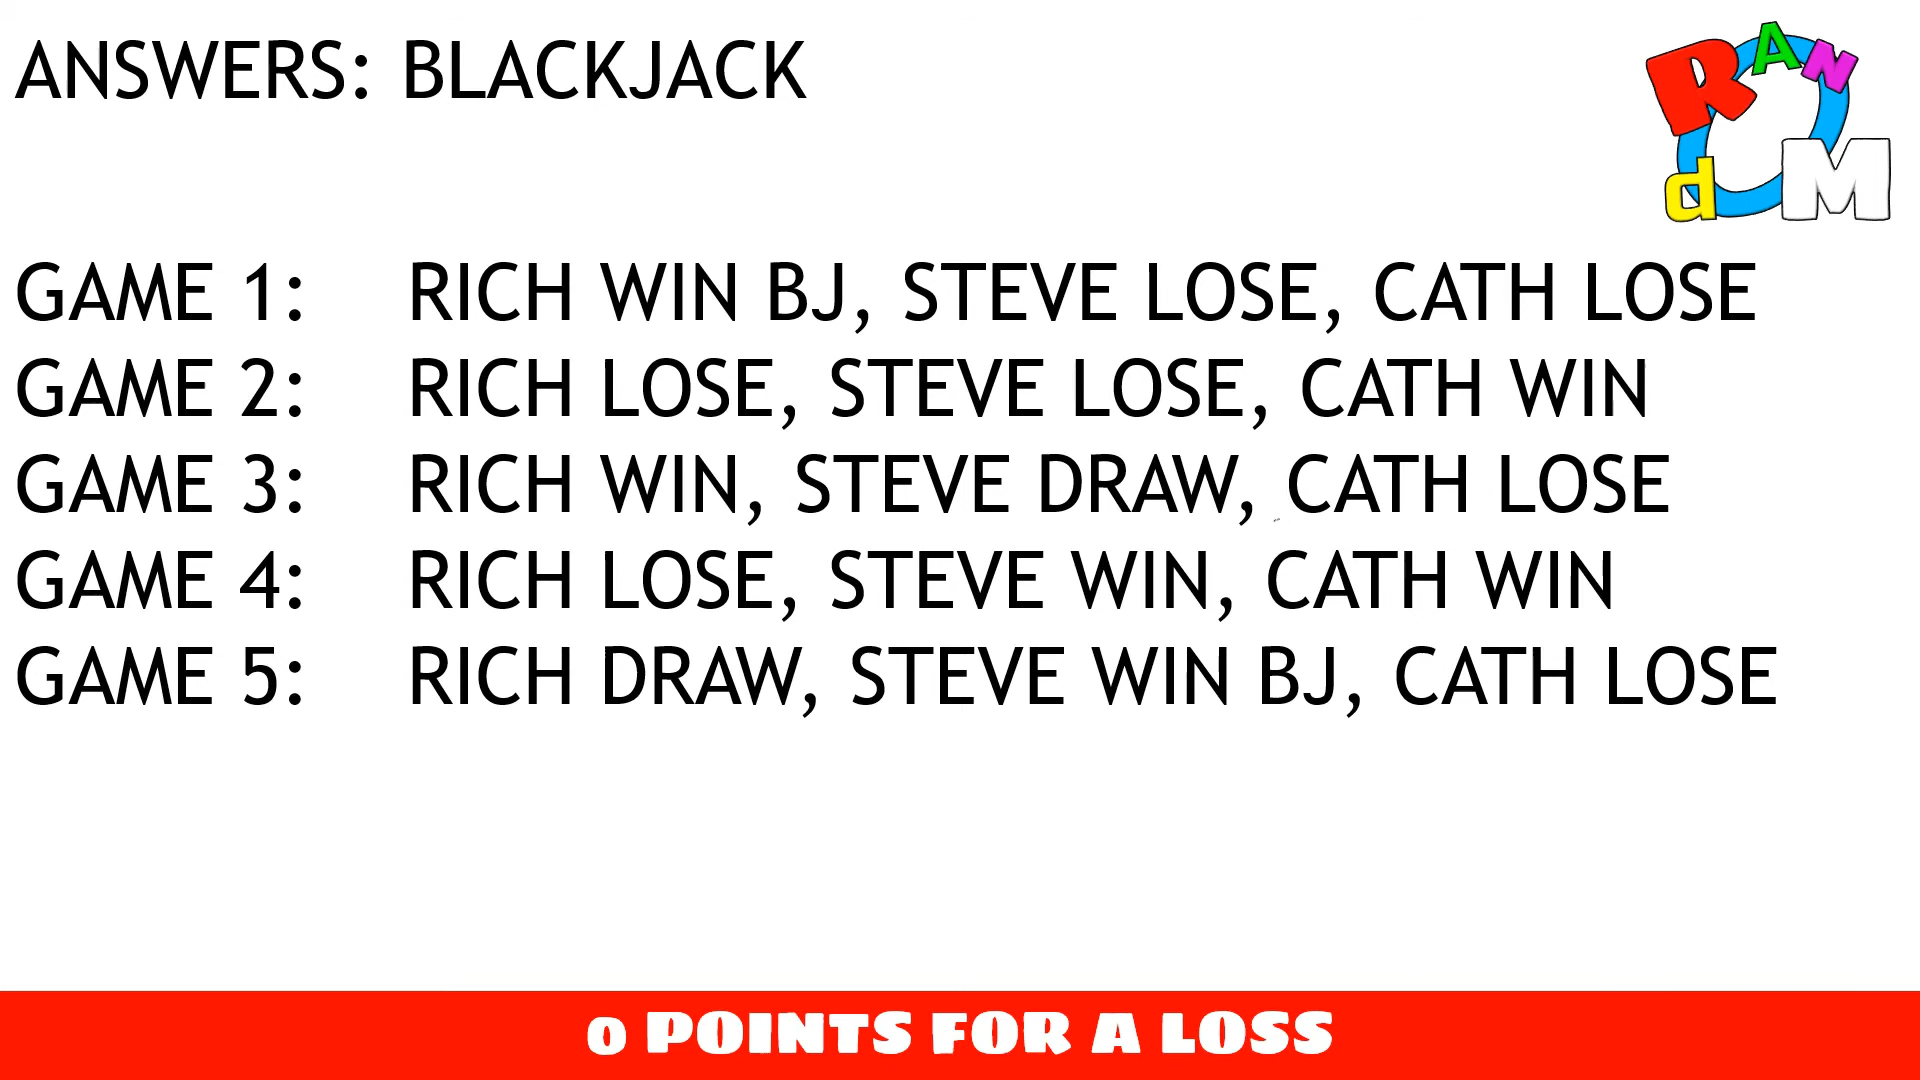 ANSWERS: BLACKJACK
RANdOM
GAME 1: RICH WIN BJ, STEVE LOSE, CATH LOSE
GAME 2: RICH LOSE, STEVE LOSE, CATH WIN
GAME 3: RICH WIN, STEVE DRAW, CATH LOSE
GAME 4: RICH LOSE, STEVE WIN, CATH WIN
GAME 5: RICH DRAW, STEVE WIN BJ, CATH LOSE
0 POINTS FOR A LOSS